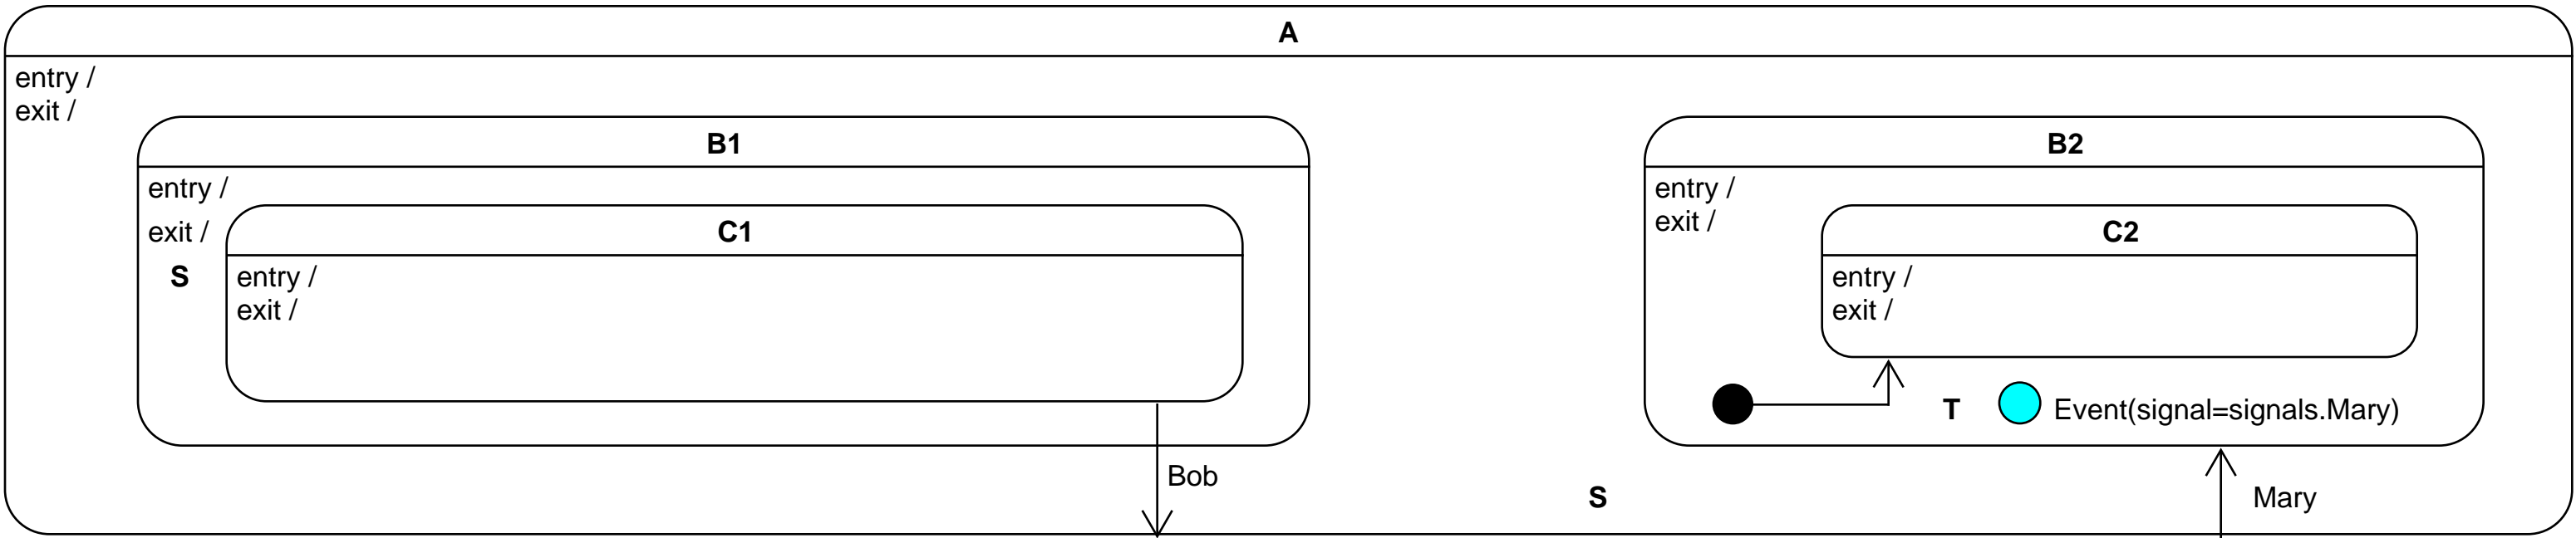 A
entry /
exit /
B1
entry /
exit /
S
C1
entry /
exit /
Bob
B2
entry /
exit /
C2
entry /
exit /
T Event(signal=signals.Mary)
S
Mary